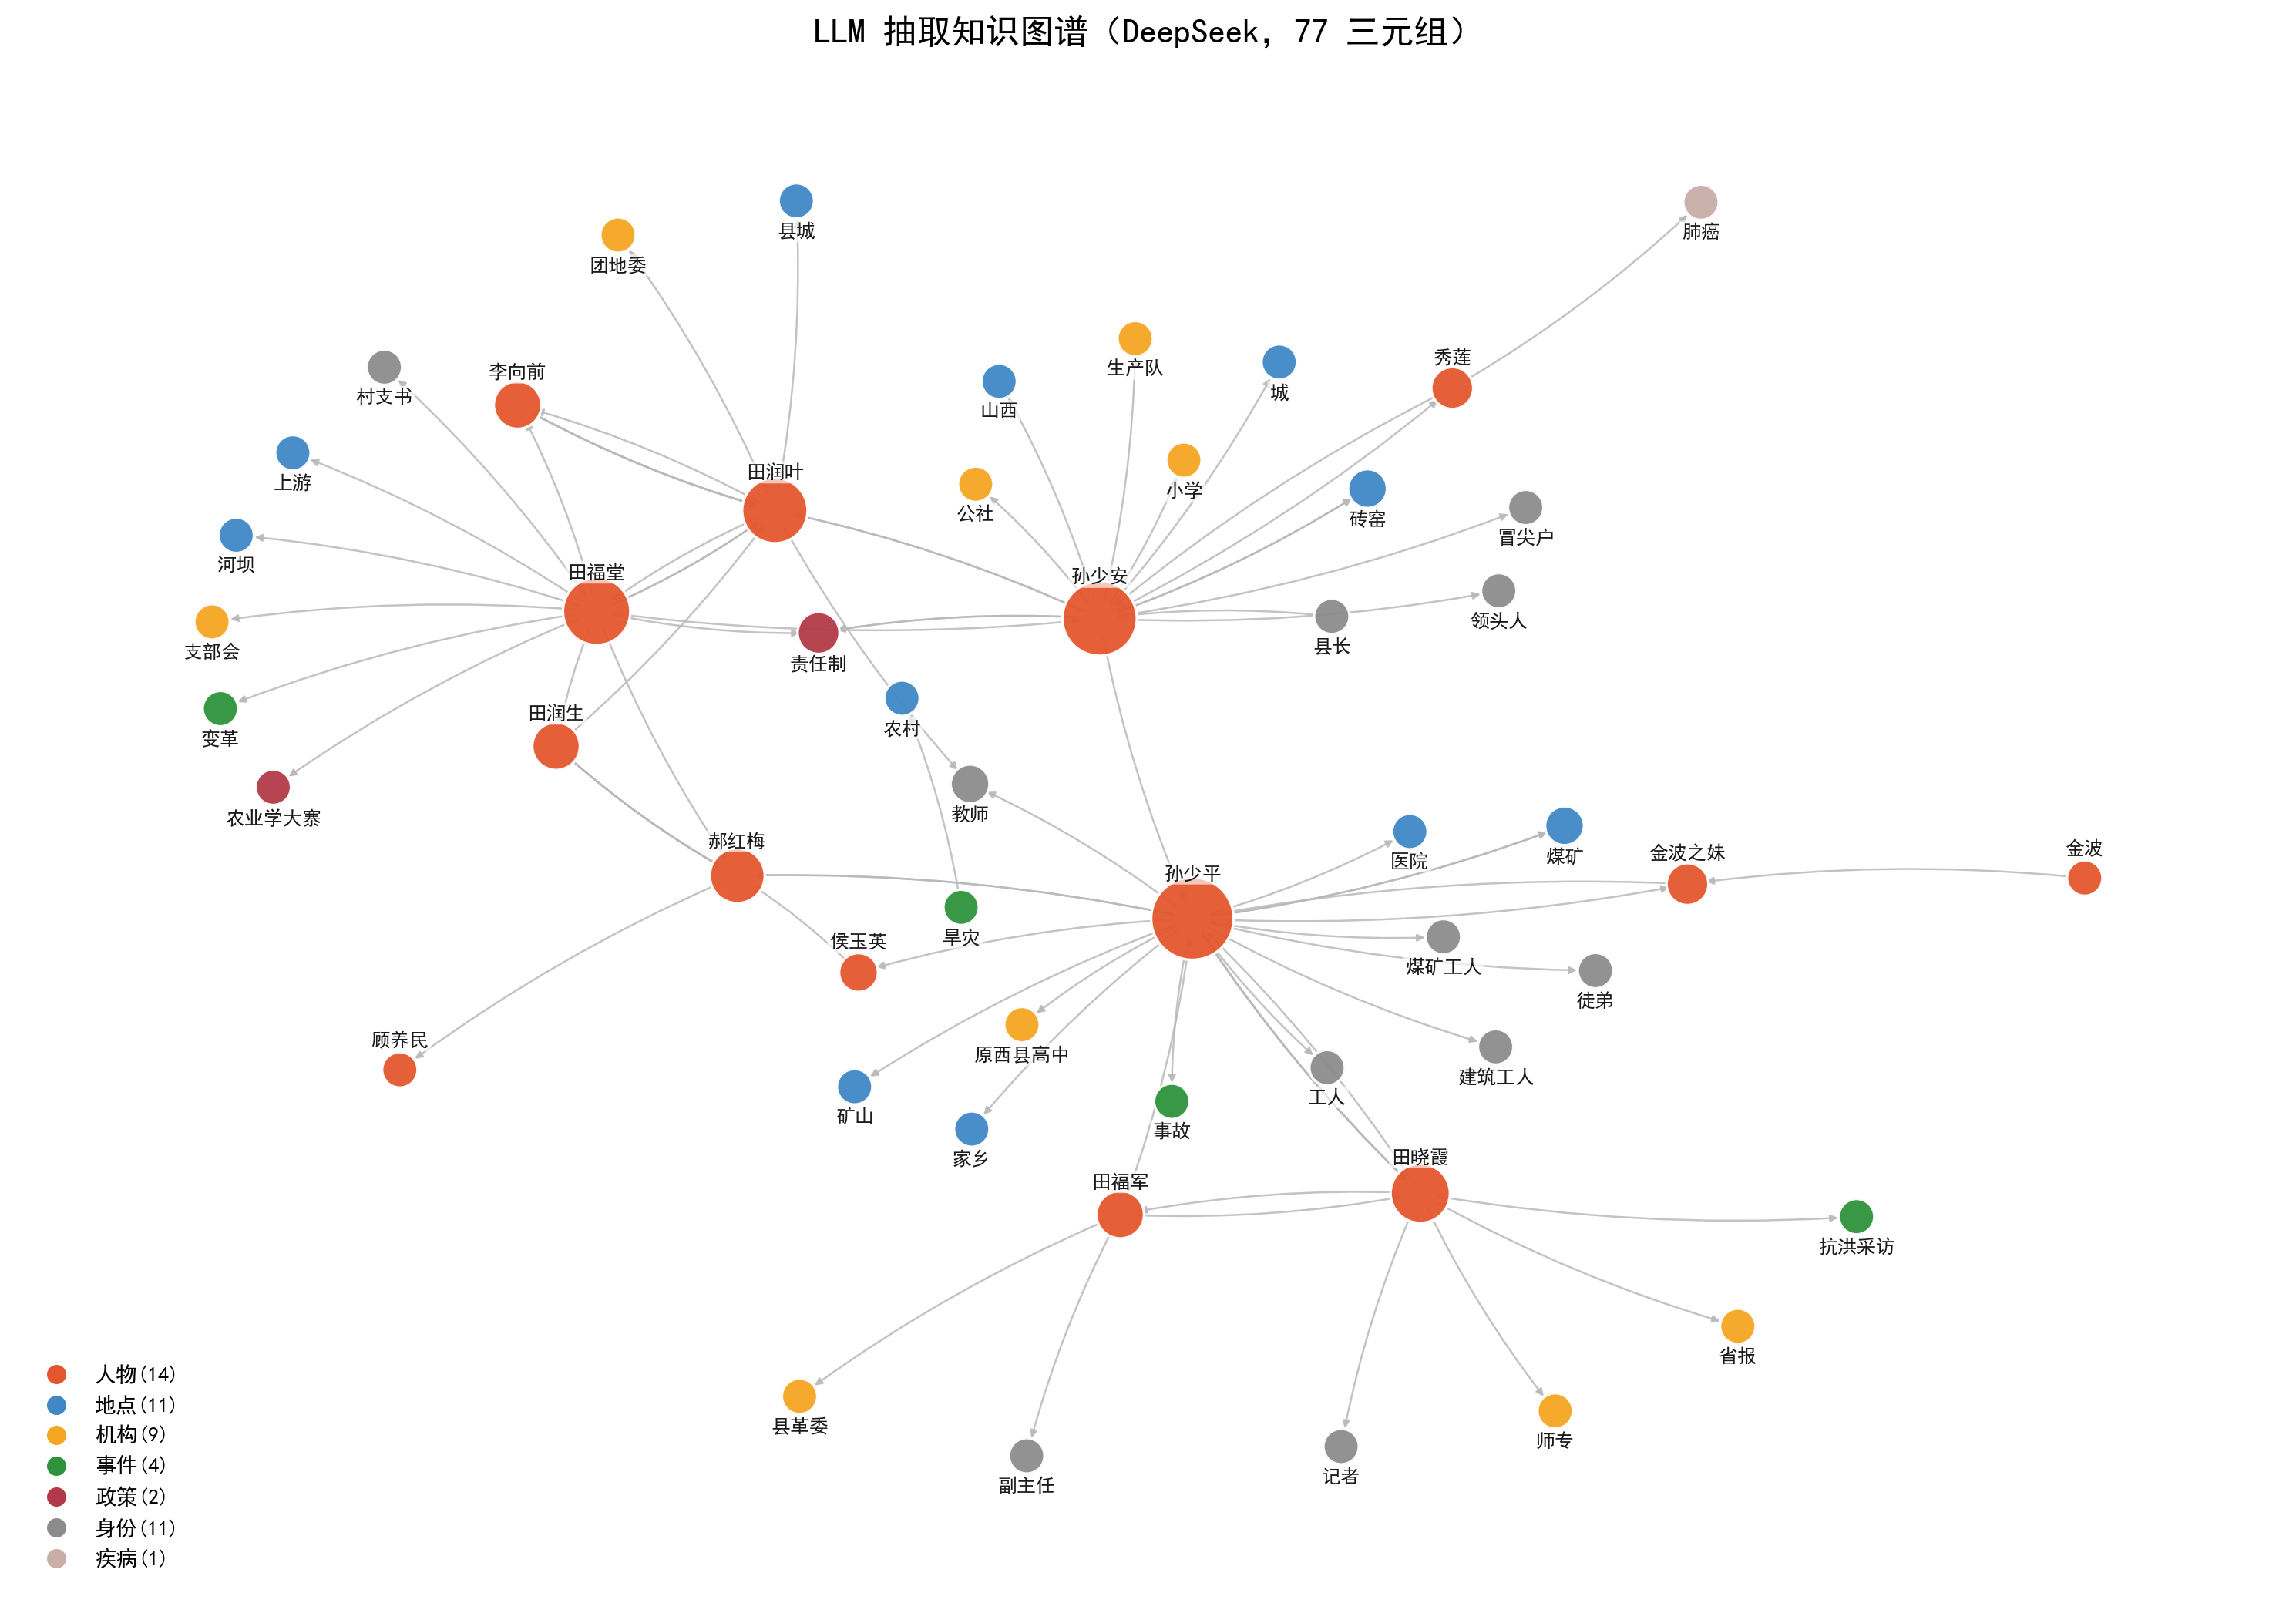 LLM 抽取知识图谱（DeepSeek, 77 三元组）
县城
肺癌
团地委
秀莲
生产队
李向前
城
村支书
山西
田润叶
上游
小学
公社
砖窑
冒尖户
河坝
田福堂
孙少安
领头人
支部会
责任制
县长
田润生
农村
变革
农业学大寨
教师
郝红梅
金波
金波之妹
煤矿
医院
孙少平
旱灾
侯玉英
煤矿工人
徒弟
顾养民
原西县高中
建筑工人
工人
矿山
事故
家乡
田晓霞
田福军
抗洪采访
省报
县革委
师专
记者
副主任
人物(14)
地点(11)
机构(9)
事件(4)
政策(2)
身份(11)
疾病(1)